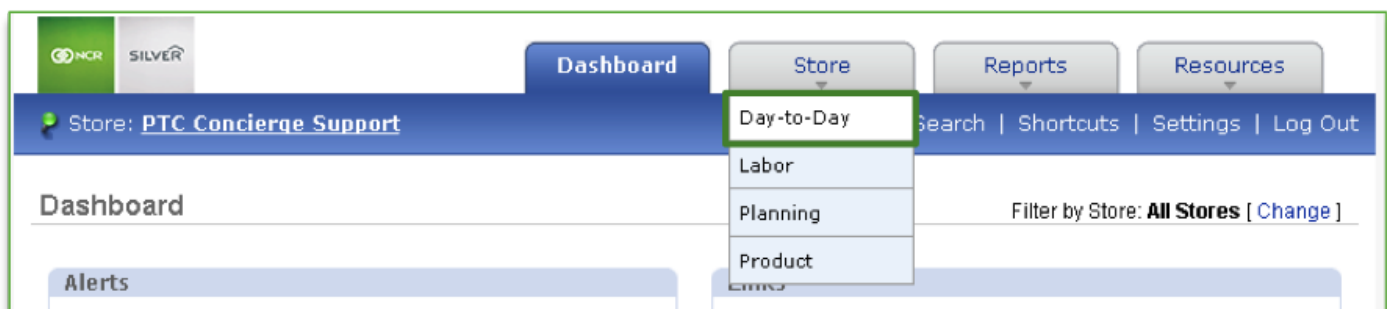 NCR SILVER
Dashboard Store Reports Resources
Store: PTC Concierge Support Day-to-Day Search | Shortcuts | Settings | Log Out
Labor
Dashboard Planning Filter by Store: All Stores [ Change ]
Product
Alerts Links